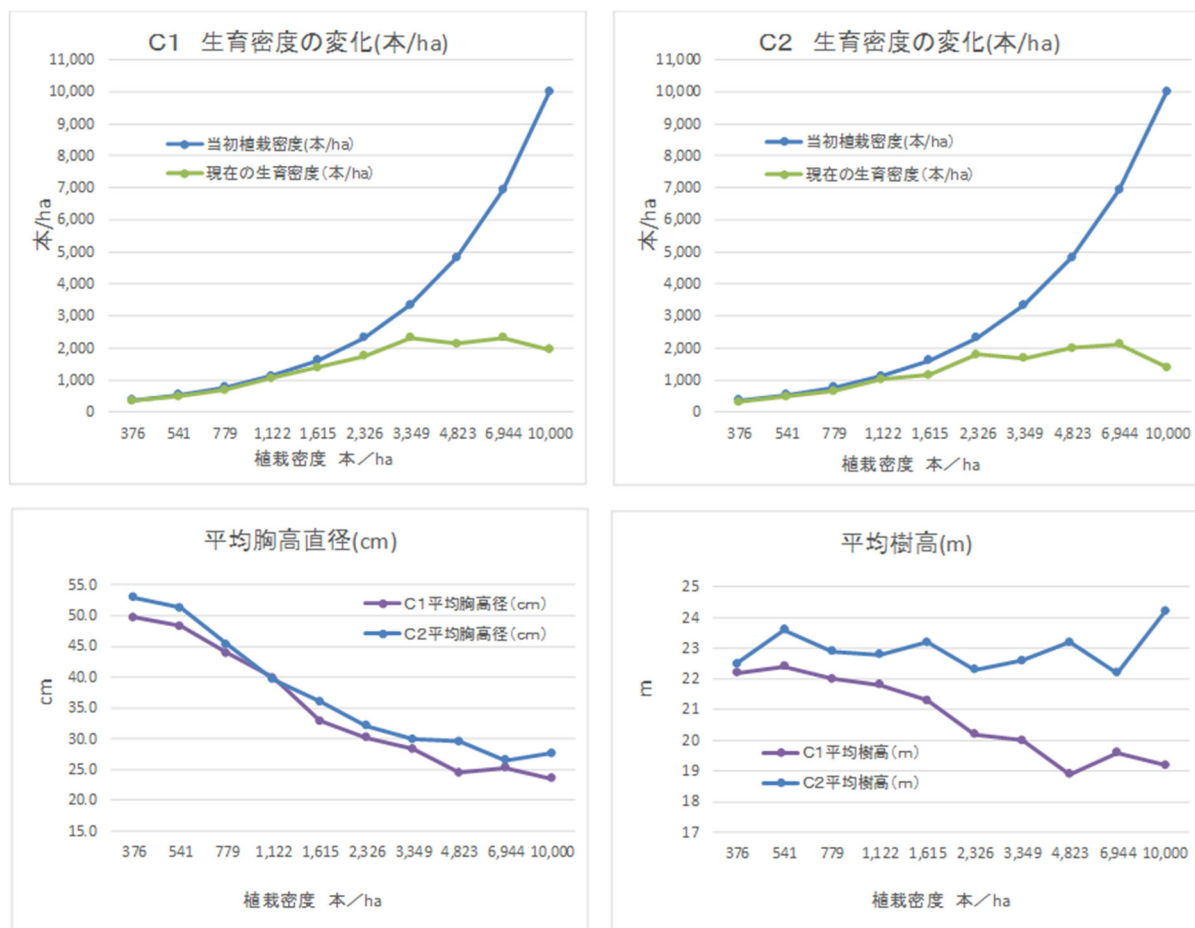 C1 生育密度の変化(本/ha)
本/ha
11,000
10,000
9,000
8,000
7,000
6,000
5,000
4,000
3,000
2,000
1,000
0
当初植栽密度(本/ha)
現在の生育密度(本/ha)
376 541 779 1,122 1,615 2,326 3,349 4,823 6,944 10,000
植栽密度 本／ha
C2 生育密度の変化(本/ha)
本/ha
11,000
10,000
9,000
8,000
7,000
6,000
5,000
4,000
3,000
2,000
1,000
0
当初植栽密度(本/ha)
現在の生育密度(本/ha)
376 541 779 1,122 1,615 2,326 3,349 4,823 6,944 10,000
植栽密度 本／ha
平均胸高直径(cm)
cm
55.0
50.0
45.0
40.0
35.0
30.0
25.0
20.0
15.0
C1平均胸高径(cm)
C2平均胸高径(cm)
376 541 779 1,122 1,615 2,326 3,349 4,823 6,944 10,000
植栽密度 本／ha
平均樹高(m)
m
25
24
23
22
21
20
19
18
17
C1平均樹高(m)
C2平均樹高(m)
376 541 779 1,122 1,615 2,326 3,349 4,823 6,944 10,000
植栽密度 本／ha